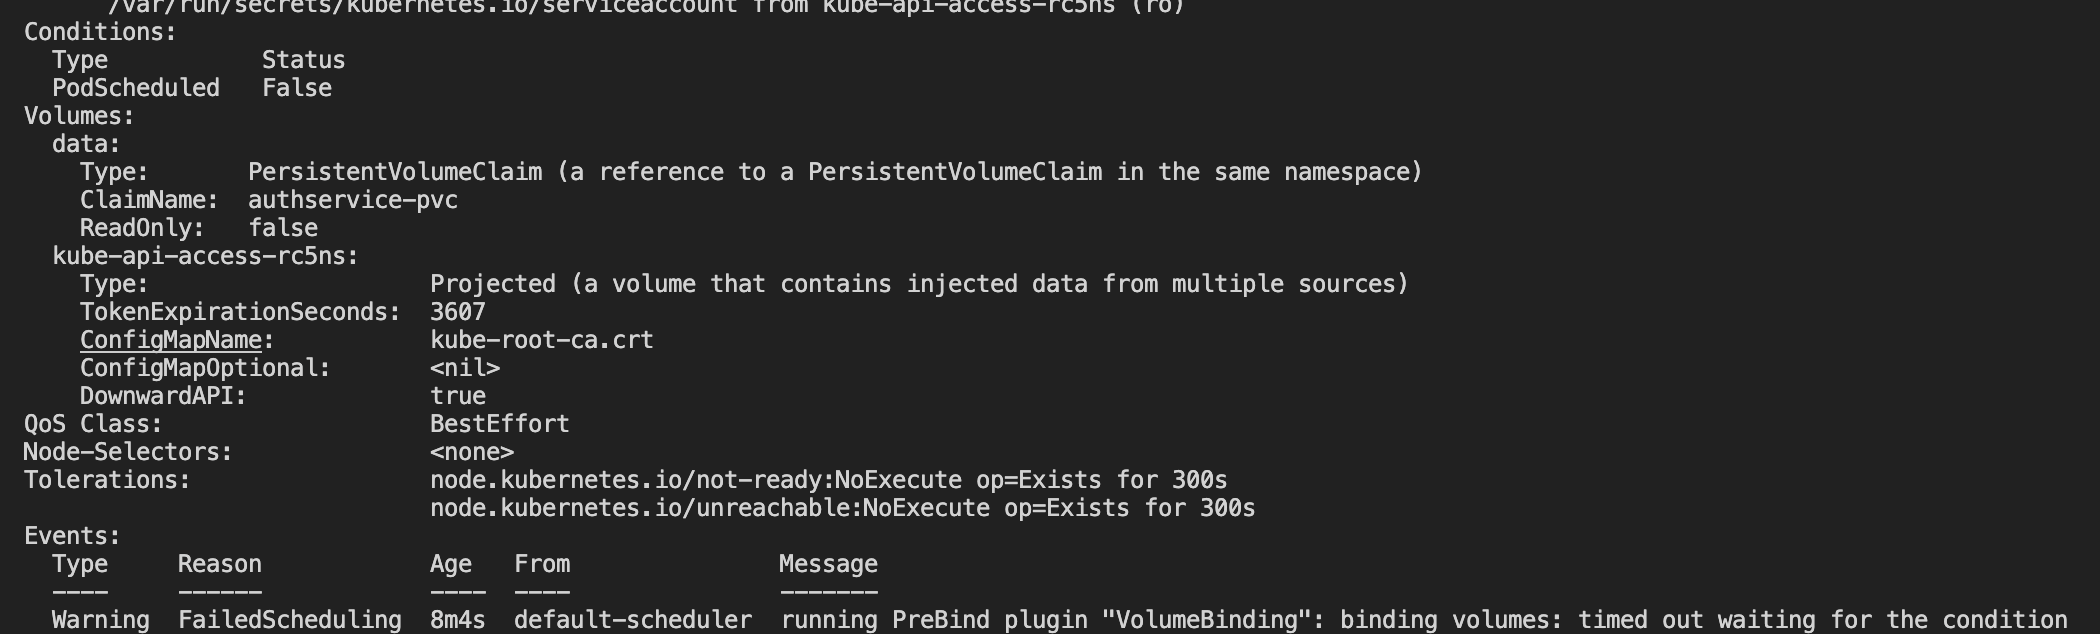 /var/run/secrets/kubernetes.io/serviceaccount from kube-api-access-rc5ns (ro)
Conditions:
  Type           Status
  PodScheduled   False
Volumes:
  data:
    Type:       PersistentVolumeClaim (a reference to a PersistentVolumeClaim in the same namespace)
    ClaimName:  authservice-pvc
    ReadOnly:   false
  kube-api-access-rc5ns:
    Type:                    Projected (a volume that contains injected data from multiple sources)
    TokenExpirationSeconds:  3607
    ConfigMapName:           kube-root-ca.crt
    ConfigMapOptional:       <nil>
    DownwardAPI:             true
QoS Class:                   BestEffort
Node-Selectors:              <none>
Tolerations:                 node.kubernetes.io/not-ready:NoExecute op=Exists for 300s
                             node.kubernetes.io/unreachable:NoExecute op=Exists for 300s
Events:
  Type     Reason            Age   From               Message
  ----     ------            ----  ----               -------
  Warning  FailedScheduling  8m4s  default-scheduler  running PreBind plugin "VolumeBinding": binding volumes: timed out waiting for the condition